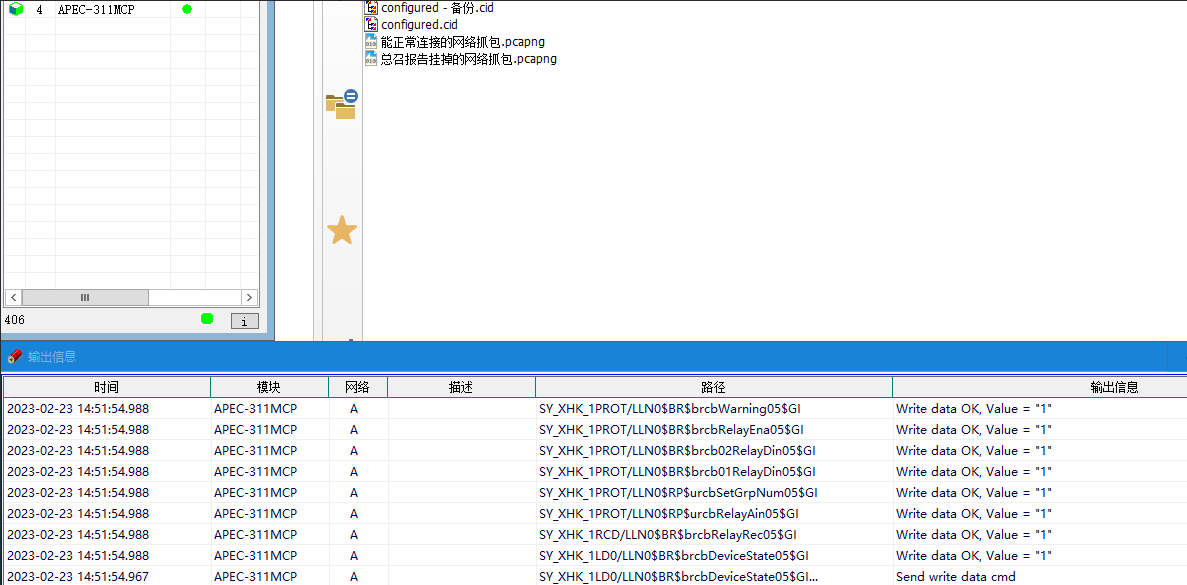 4 APEC-311MCP
406
i
configured - 备份.cid
configured.cid
能正常连接的网络抓包.pcapng
总召报告挂掉的网络抓包.pcapng
输出信息
时间 模块 网络 描述 路径 输出信息
2023-02-23 14:51:54.988 APEC-311MCP A SY_XHK_1PROT/LLN0$BR$brcbWarning05$GI Write data OK, Value = "1"
2023-02-23 14:51:54.988 APEC-311MCP A SY_XHK_1PROT/LLN0$BR$brcbRelayEna05$GI Write data OK, Value = "1"
2023-02-23 14:51:54.988 APEC-311MCP A SY_XHK_1PROT/LLN0$BR$brcb02RelayDin05$GI Write data OK, Value = "1"
2023-02-23 14:51:54.988 APEC-311MCP A SY_XHK_1PROT/LLN0$BR$brcb01RelayDin05$GI Write data OK, Value = "1"
2023-02-23 14:51:54.988 APEC-311MCP A SY_XHK_1PROT/LLN0$RP$urcbSetGrpNum05$GI Write data OK, Value = "1"
2023-02-23 14:51:54.988 APEC-311MCP A SY_XHK_1PROT/LLN0$RP$urcbRelayAin05$GI Write data OK, Value = "1"
2023-02-23 14:51:54.988 APEC-311MCP A SY_XHK_1RCD/LLN0$BR$brcbRelayRec05$GI Write data OK, Value = "1"
2023-02-23 14:51:54.988 APEC-311MCP A SY_XHK_1LD0/LLN0$BR$brcbDeviceState05$GI Write data OK, Value = "1"
2023-02-23 14:51:54.967 APEC-311MCP A SY_XHK_1LD0/LLN0$BR$brcbDeviceState05$GI... Send write data cmd